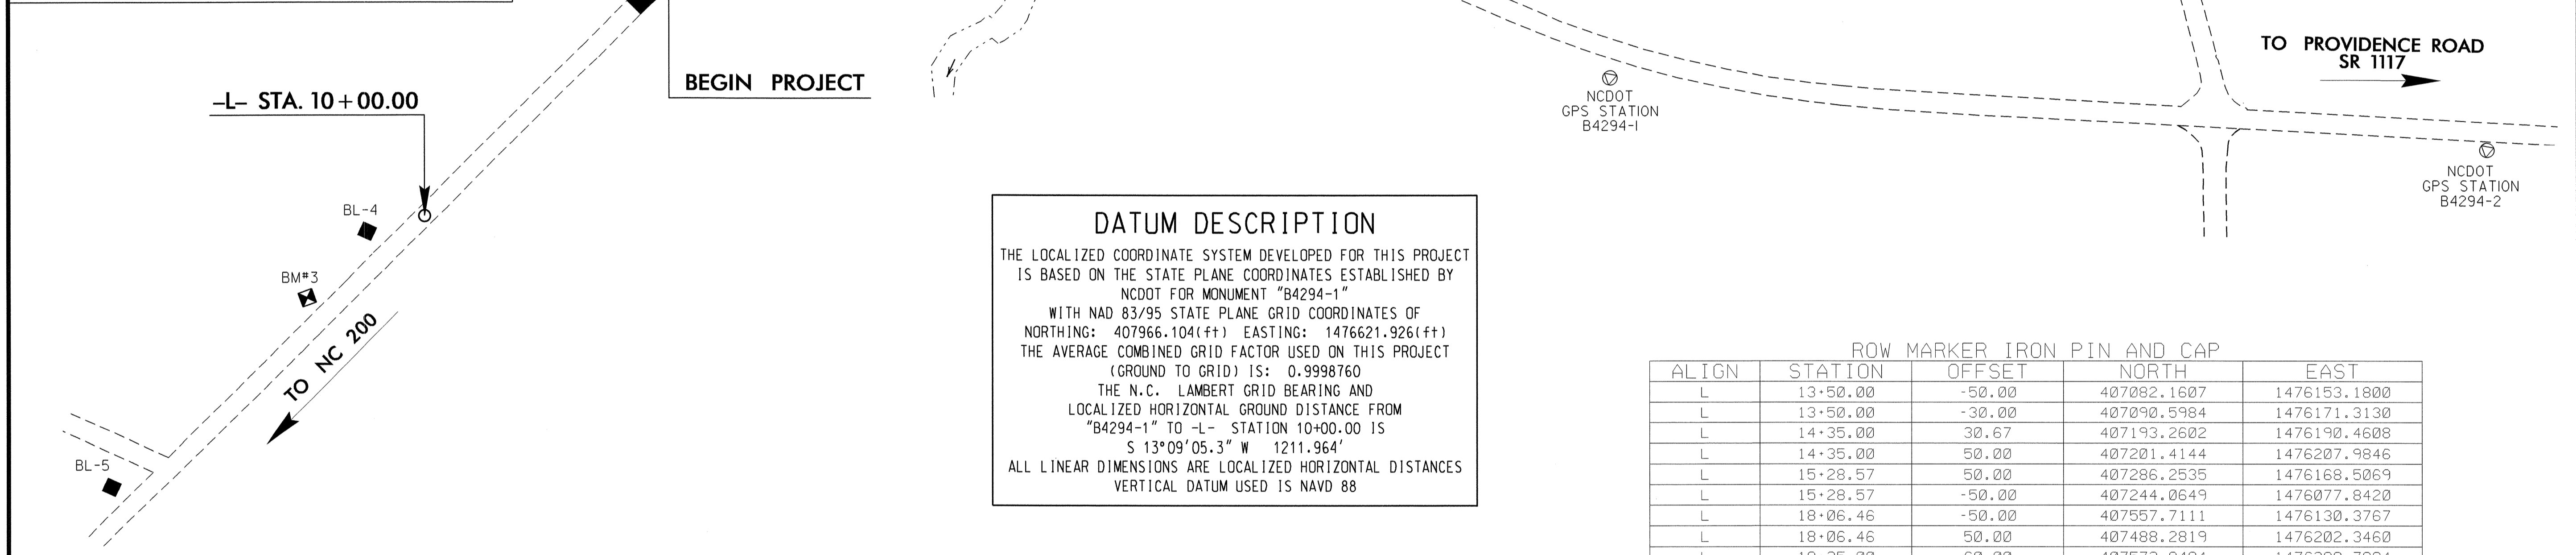 –L– STA. 10+00.00
BEGIN PROJECT
BL-4
BM#3
TO NC 200
BL-5
NCDOT
GPS STATION
B4294-1
TO PROVIDENCE ROAD
SR 1117
NCDOT
GPS STATION
B4294-2
DATUM DESCRIPTION
THE LOCALIZED COORDINATE SYSTEM DEVELOPED FOR THIS PROJECT
IS BASED ON THE STATE PLANE COORDINATES ESTABLISHED BY
NCDOT FOR MONUMENT "B4294-1"
WITH NAD 83/95 STATE PLANE GRID COORDINATES OF
NORTHING: 407966.104(ft) EASTING: 1476621.926(ft)
THE AVERAGE COMBINED GRID FACTOR USED ON THIS PROJECT
(GROUND TO GRID) IS: 0.9998760
THE N.C. LAMBERT GRID BEARING AND
LOCALIZED HORIZONTAL GROUND DISTANCE FROM
"B4294-1" TO -L- STATION 10+00.00 IS
S 13°09'05.3" W 1211.964'
ALL LINEAR DIMENSIONS ARE LOCALIZED HORIZONTAL DISTANCES
VERTICAL DATUM USED IS NAVD 88
ROW MARKER IRON PIN AND CAP
ALIGN STATION OFFSET NORTH EAST
L 13+50.00 -50.00 407082.1607 1476153.1800
L 13+50.00 -30.00 407090.5984 1476171.3130
L 14+35.00 30.67 407193.2602 1476190.4608
L 14+35.00 50.00 407201.4144 1476207.9846
L 15+28.57 50.00 407286.2535 1476168.5069
L 15+28.57 -50.00 407244.0649 1476077.8420
L 18+06.46 -50.00 407557.7111 1476130.3767
L 18+06.46 50.00 407488.2819 1476202.3460